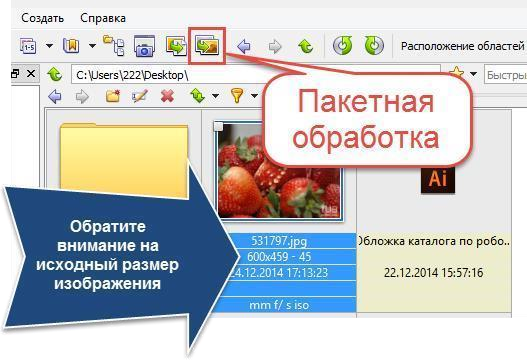 Создать Справка
1-5
Расположение областей
C:\Users\222\Desktop\
Быстры
Пакетная
обработка
Ai
Обратите
внимание на
исходный размер
изображения
531797.jpg
600x459 - 45
24.12.2014 17:13:23
mm f/ s iso
Обложка каталога по робо..
22.12.2014 15:57:16